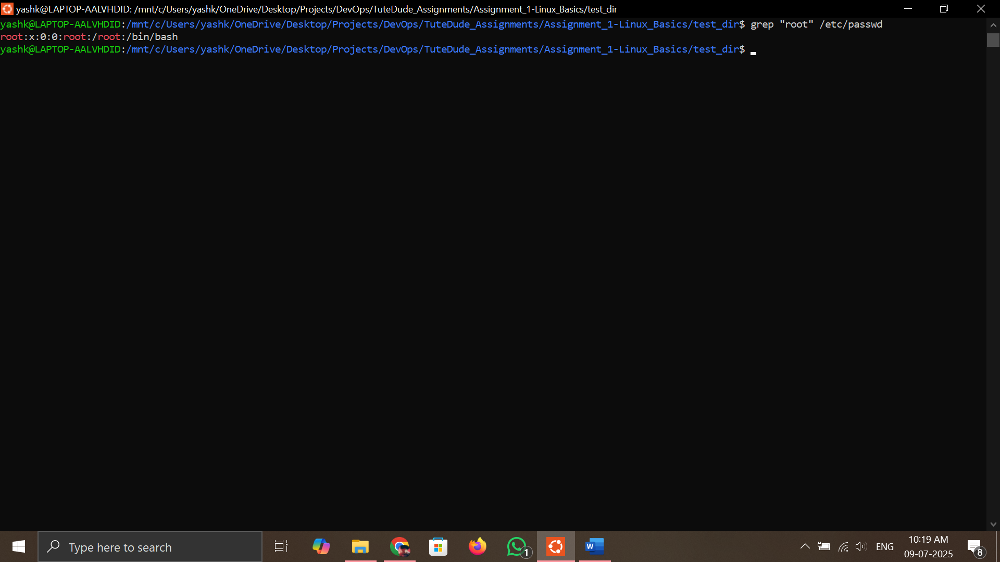 yashk@LAPTOP-AALVHDID: /mnt/c/Users/yashk/OneDrive/Desktop/Projects/DevOps/TuteDude_Assignments/Assignment_1-Linux_Basics/test_dir
yashk@LAPTOP-AALVHDID:/mnt/c/Users/yashk/OneDrive/Desktop/Projects/DevOps/TuteDude_Assignments/Assignment_1-Linux_Basics/test_dir$ grep "root" /etc/passwd
root:x:0:0:root:/root:/bin/bash
yashk@LAPTOP-AALVHDID:/mnt/c/Users/yashk/OneDrive/Desktop/Projects/DevOps/TuteDude_Assignments/Assignment_1-Linux_Basics/test_dir$
Type here to search
1
W
ENG
10:19 AM
09-07-2025
8